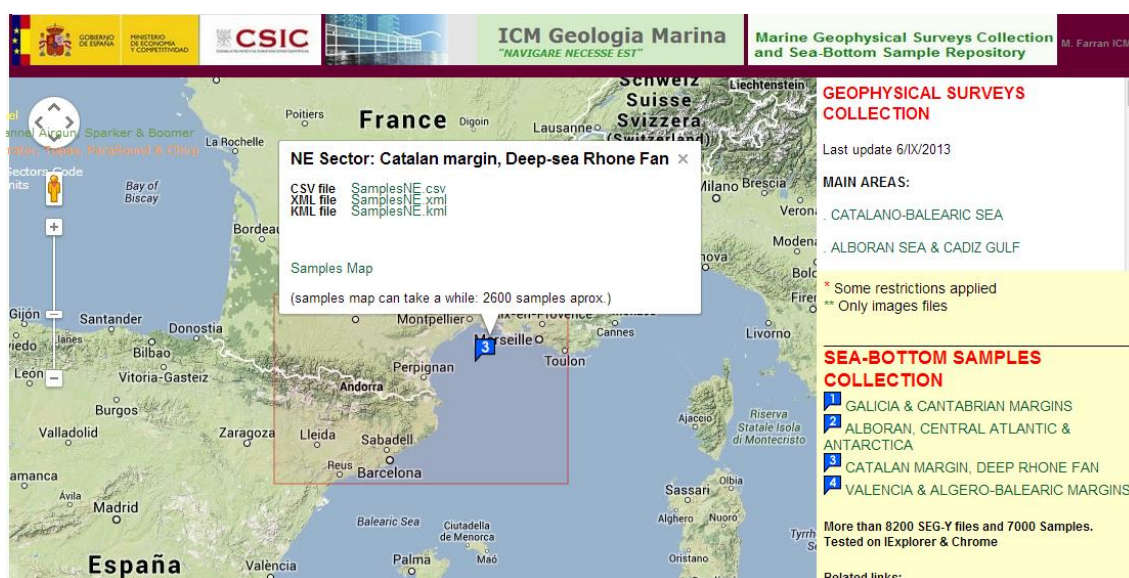 GOBIERNO
DE ESPAÑA
MINISTERIO
DE ECONOMÍA
Y COMPETITIVIDAD
CSIC
ICM Geologia Marina
"NAVIGARE NECESSE EST"
Marine Geophysical Surveys Collection
and Sea-Bottom Sample Repository
M. Farran ICM
Airgun, Sparker & Boomer
Sectors Code
Poitiers
France
Digoin
La Rochelle
Schweiz
Suisse
Svizzera
(Switzerland)
Liechtenstein
Lausanne
Bay of
Biscay
Milano
Brescia
Verona
Modena
NE Sector: Catalan margin, Deep-sea Rhone Fan ×
CSV file SamplesNE.csv
XML file SamplesNE.xml
KML file SamplesNE.kml
Samples Map
(samples map can take a while: 2600 samples aprox.)
Gijón
Santander
Donostia
Bilbao
León
Vitoria-Gasteiz
Burgos
Valladolid
Zaragoza
Lleida
Sabadell
Reus
Barcelona
Andorra
Perpignan
Montpellier
Marseille
3
Cannes
Toulon
Livorno
Ajaccio
Riserva
Statale Isola
di Montecristo
Ávila
Madrid
España
València
Balearic Sea
Ciutadella
de Menorca
Palma
Maó
Sassari
Olbia
Alghero
Nuoro
Oristano
GEOPHYSICAL SURVEYS
COLLECTION
Last update 6/IX/2013
MAIN AREAS:
. CATALANO-BALEARIC SEA
. ALBORAN SEA & CADIZ GULF
* Some restrictions applied
** Only images files
SEA-BOTTOM SAMPLES
COLLECTION
1 GALICIA & CANTABRIAN MARGINS
2 ALBORAN, CENTRAL ATLANTIC &
ANTARCTICA
3 CATALAN MARGIN, DEEP RHONE FAN
4 VALENCIA & ALGERO-BALEARIC MARGINS
More than 8200 SEG-Y files and 7000 Samples.
Tested on IExplorer & Chrome
Related links: